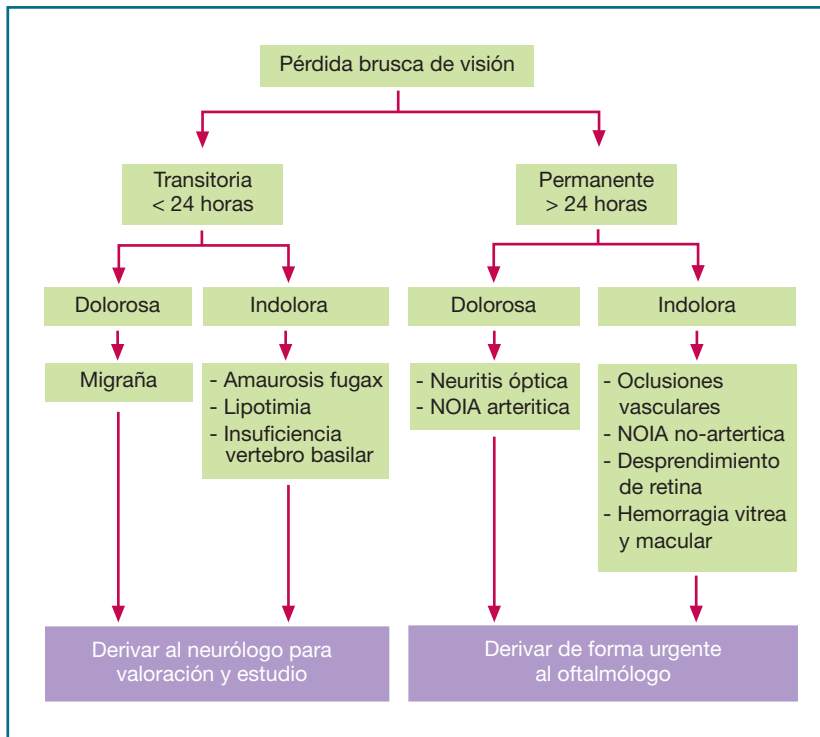 Pérdida brusca de visión
Transitoria
< 24 horas
Permanente
> 24 horas
Dolorosa
Indolora
Dolorosa
Indolora
Migraña
- Amaurosis fugax
- Lipotimia
- Insuficiencia
vertebro basilar
- Neuritis óptica
- NOIA arteritica
- Oclusiones
vasculares
- NOIA no-artertica
- Desprendimiento
de retina
- Hemorragia vitrea
y macular
Derivar al neurólogo para
valoración y estudio
Derivar de forma urgente
al oftalmólogo